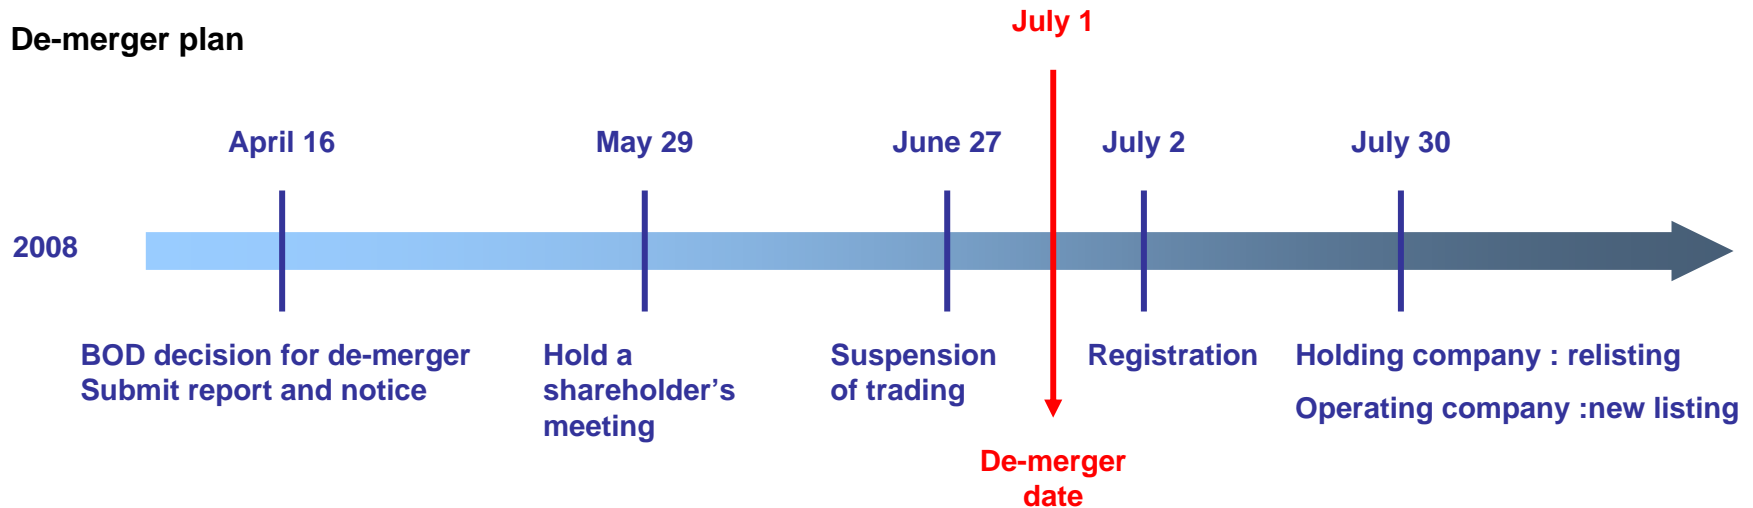 De-merger plan
July 1
April 16
May 29
June 27
July 2
July 30
2008
BOD decision for de-merger
Submit report and notice
Hold a
shareholder’s
meeting
Suspension
of trading
Registration
Holding company : relisting
Operating company :new listing
De-merger
date